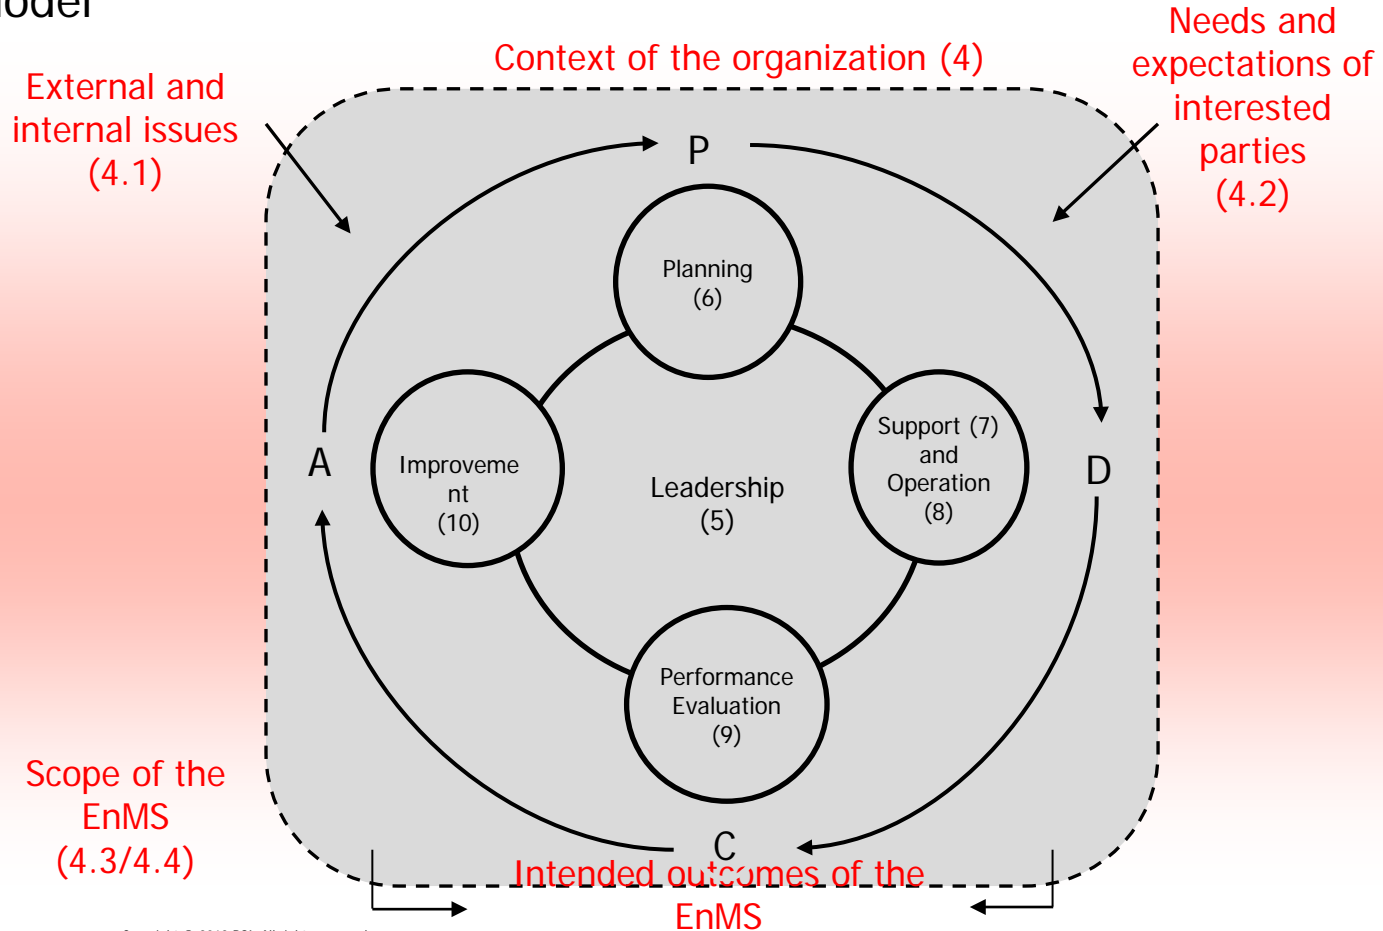 Context of the organization (4)
External and
internal issues
(4.1)
Needs and
expectations of
interested
parties
(4.2)
P
Planning
(6)
A
Improveme
nt
(10)
Leadership
(5)
Support (7)
and
Operation
(8)
D
Performance
Evaluation
(9)
C
Scope of the
EnMS
(4.3/4.4)
Intended outcomes of the
EnMS